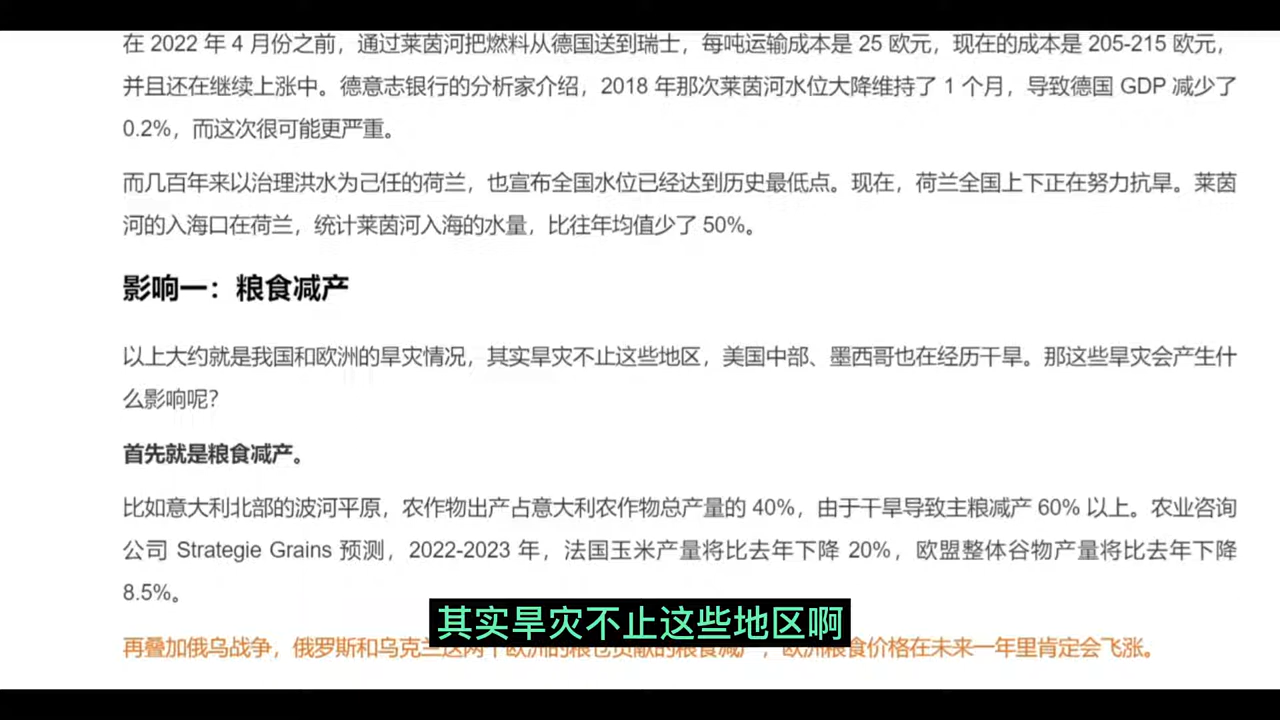 在 2022 年 4 月份之前，通过莱茵河把燃料从德国送到瑞士，每吨运输成本是 25 欧元，现在的成本是 205-215 欧元，
并且还在继续上涨中。德意志银行的分析家介绍，2018 年那次莱茵河水位大降维持了 1 个月，导致德国 GDP 减少了
0.2%，而这次很可能更严重。
而几百年来以治理洪水为己任的荷兰，也宣布全国水位已经达到历史最低点。现在，荷兰全国上下正在努力抗旱。莱茵
河的入海口在荷兰，统计莱茵河入海的水量，比往年均值少了 50%。
影响一：粮食减产
以上大约就是我国和欧洲的旱灾情况，其实旱灾不止这些地区，美国中部、墨西哥也在经历干旱。那这些旱灾会产生什
么影响呢？
首先就是粮食减产。
比如意大利北部的波河平原，农作物出产占意大利农作物总产量的 40%，由于干旱导致主粮减产 60% 以上。农业咨询
公司 Strategie Grains 预测，2022-2023 年，法国玉米产量将比去年下降 20%，欧盟整体谷物产量将比去年下降
8.5%。
其实旱灾不止这些地区啊
再叠加俄乌战争，俄罗斯和乌克兰这两个欧洲的粮仓贡献的粮食减产，欧洲粮食价格在未来一年里肯定会飞涨。